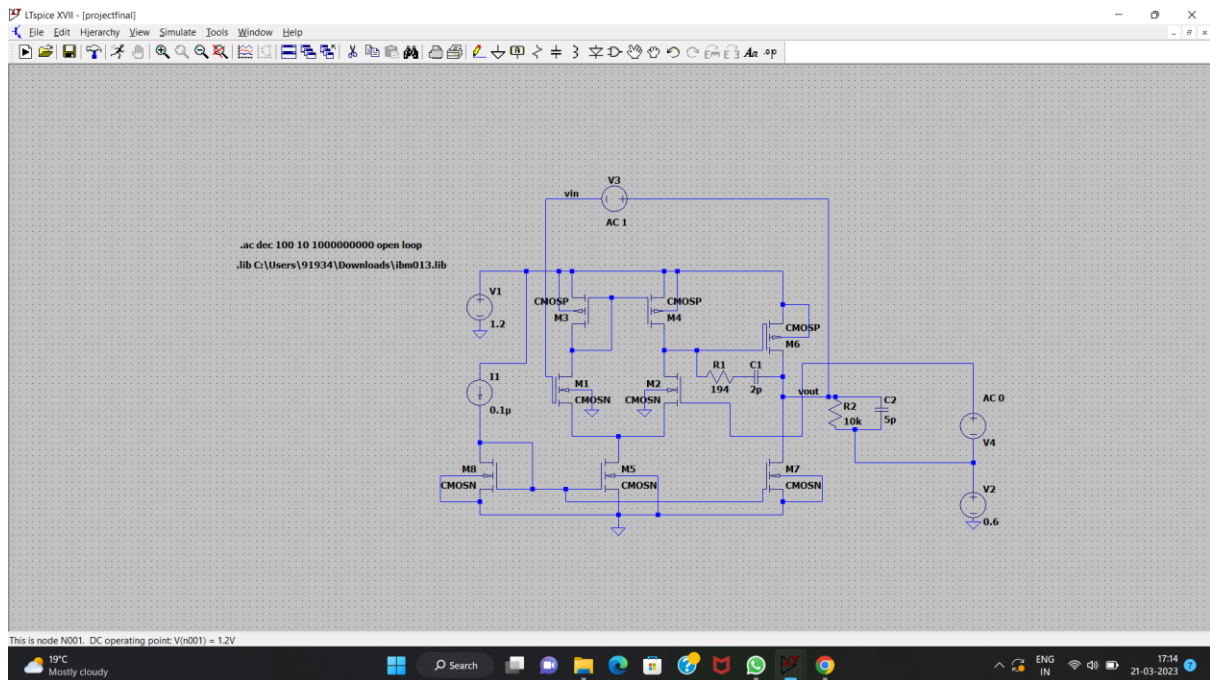 LTspice XVII - [projectfinal]
File Edit Hierarchy View Simulate Tools Window Help
Aa .op
V3
vin
AC 1
.ac dec 100 10 1000000000 open loop
.lib C:\Users\91934\Downloads\ibm013.lib
V1
1.2
CMOSP
M3
CMOSP
M4
CMOSP
M6
I1
0.1µ
M1
CMOSN
M2
CMOSN
R1
194
C1
2p
vout
R2
10k
C2
5p
AC 0
V4
M8
CMOSN
M5
CMOSN
M7
CMOSN
V2
0.6
This is node N001. DC operating point: V(n001) = 1.2V
19°C
Mostly cloudy
Search
ENG
IN
17:14
21-03-2023
7